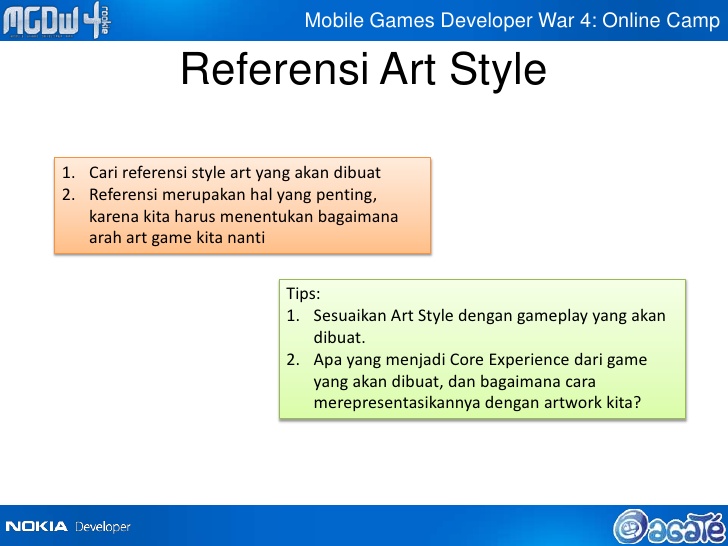 MGDW4 rookie
Mobile Games Developer War 4: Online Camp
Referensi Art Style
1. Cari referensi style art yang akan dibuat
2. Referensi merupakan hal yang penting,
karena kita harus menentukan bagaimana
arah art game kita nanti
Tips:
1. Sesuaikan Art Style dengan gameplay yang akan
dibuat.
2. Apa yang menjadi Core Experience dari game
yang akan dibuat, dan bagaimana cara
merepresentasikannya dengan artwork kita?
NOKIA Developer
agate